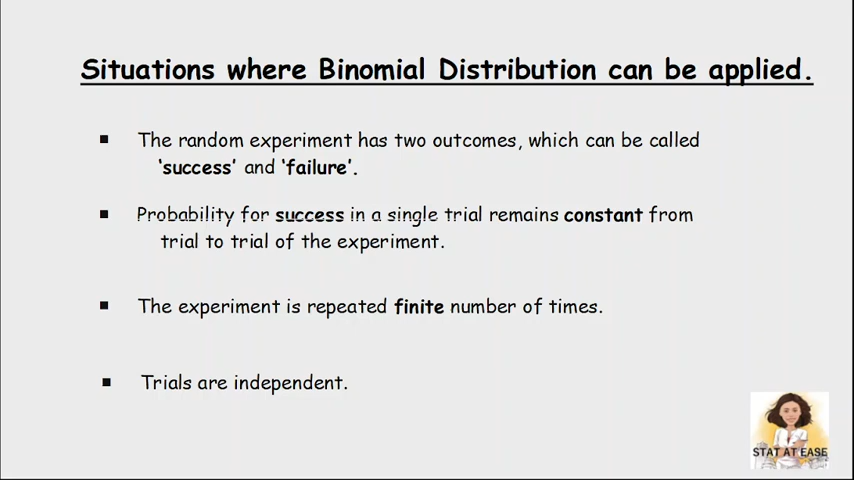 Situations where Binomial Distribution can be applied.
▪ The random experiment has two outcomes, which can be called
‘success’ and ‘failure’.
▪ Probability for success in a single trial remains constant from
trial to trial of the experiment.
▪ The experiment is repeated finite number of times.
▪ Trials are independent.
STAT AT EASE